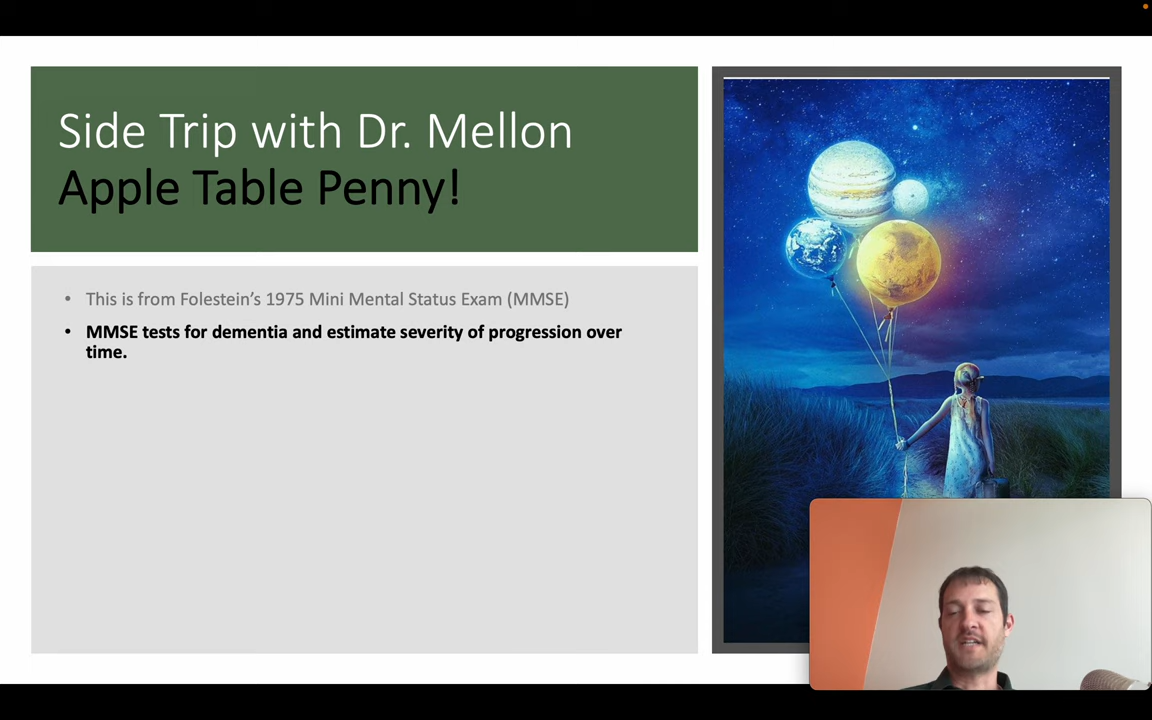 Side Trip with Dr. Mellon
Apple Table Penny!
• This is from Folestein’s 1975 Mini Mental Status Exam (MMSE)
• MMSE tests for dementia and estimate severity of progression over
time.